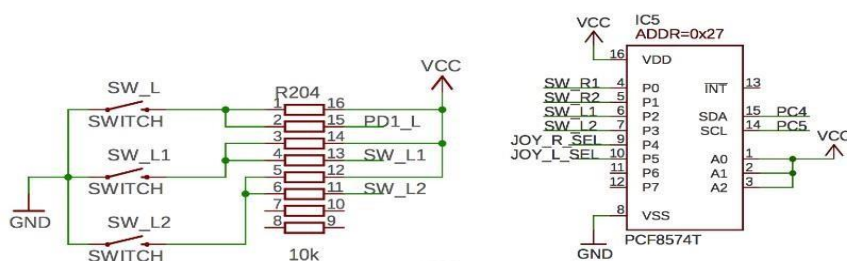 SW_L
SWITCH
SW_L1
SWITCH
SW_L2
SWITCH
GND
R204
1 16
2 15 PD1_L
3 14
4 13 SW_L1
5 12
6 11 SW_L2
7 10
8 9
10k
VCC
IC5
ADDR=0x27
VCC
16 VDD
SW_R1 4 P0 INT 13
SW_R2 5 P1
SW_L1 6 P2 SDA 15 PC4
SW_L2 7 P3 SCL 14 PC5
JOY_R_SEL 9 P4
JOY_L_SEL 10 P5 A0 1 VCC
11 P6 A1 2
12 P7 A2 3
8 VSS
GND
PCF8574T